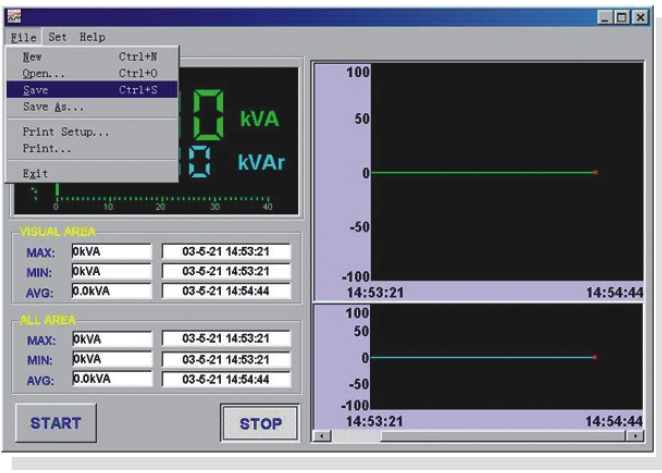 File Set Help
New Ctrl+N
Open... Ctrl+O
Save Ctrl+S
Save As...
Print Setup...
Print...
Exit
0 kVA
0 kVAr
0 10 20 30 40
VISUAL AREA
MAX: 0kVA 03-5-21 14:53:21
MIN: 0kVA 03-5-21 14:53:21
AVG: 0.0kVA 03-5-21 14:54:44
ALL AREA
MAX: 0kVA 03-5-21 14:53:21
MIN: 0kVA 03-5-21 14:53:21
AVG: 0.0kVA 03-5-21 14:54:44
START STOP
100
50
0
-50
-100
14:53:21 14:54:44
100
50
0
-50
-100
14:53:21 14:54:44